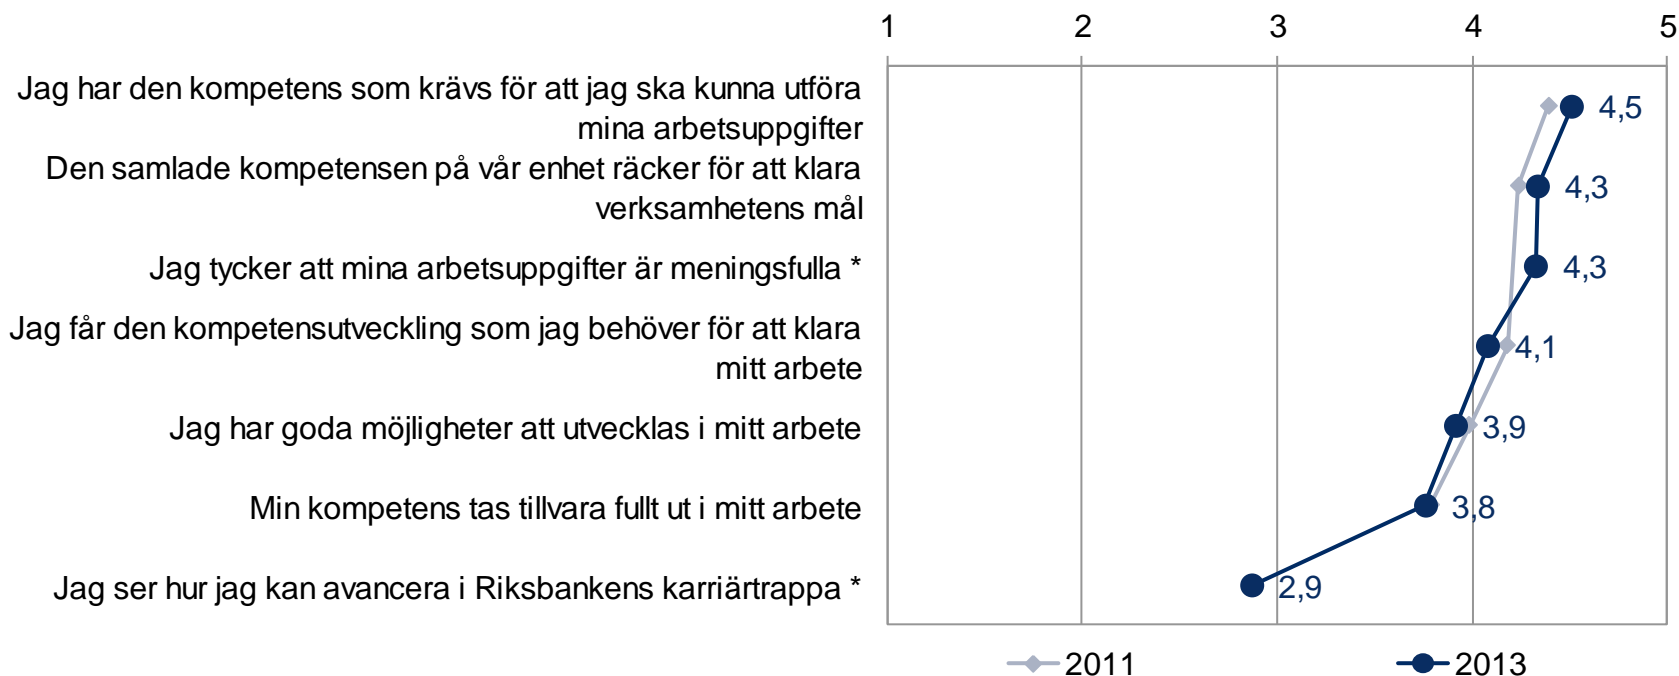 1 2 3 4 5
Jag har den kompetens som krävs för att jag ska kunna utföra
mina arbetsuppgifter
4,5
Den samlade kompetensen på vår enhet räcker för att klara
verksamhetens mål
4,3
Jag tycker att mina arbetsuppgifter är meningsfulla *
4,3
Jag får den kompetensutveckling som jag behöver för att klara
mitt arbete
4,1
Jag har goda möjligheter att utvecklas i mitt arbete
3,9
Min kompetens tas tillvara fullt ut i mitt arbete
3,8
Jag ser hur jag kan avancera i Riksbankens karriärtrappa *
2,9
2011 2013